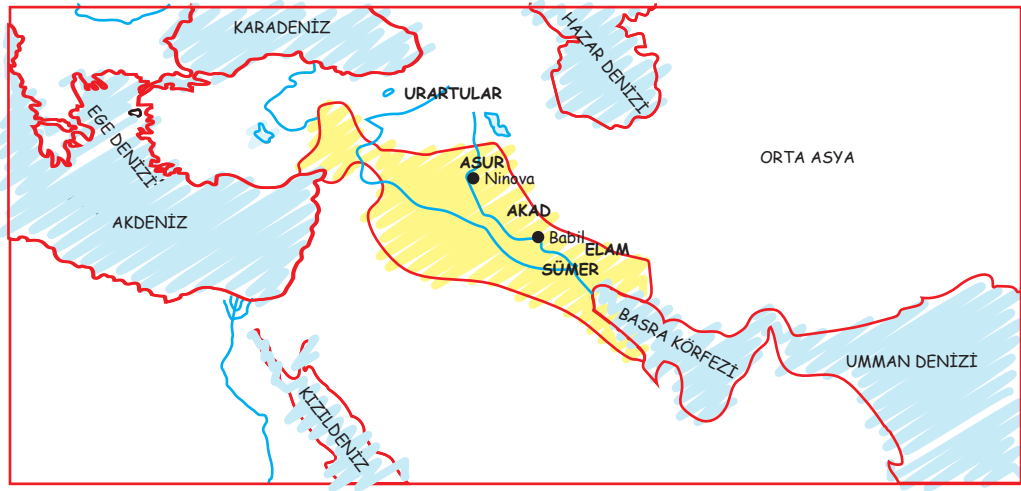 KARADENİZ
HAZAR DENİZİ
URARTULAR
EGE DENİZİ'
ORTA ASYA
ASUR
Ninova
AKAD
AKDENİZ
Babil
ELAM
SÜMER
BASRA KÖRFEZİ
UMMAN DENİZİ
KIZILDENİZ